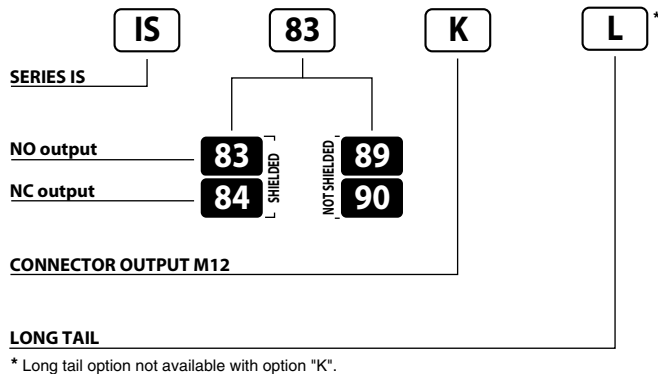 IS 83 K L *
SERIES IS
NO output 83 SHIELDED NOT SHIELDED 89
NC output 84 90
CONNECTOR OUTPUT M12
LONG TAIL
* Long tail option not available with option "K".